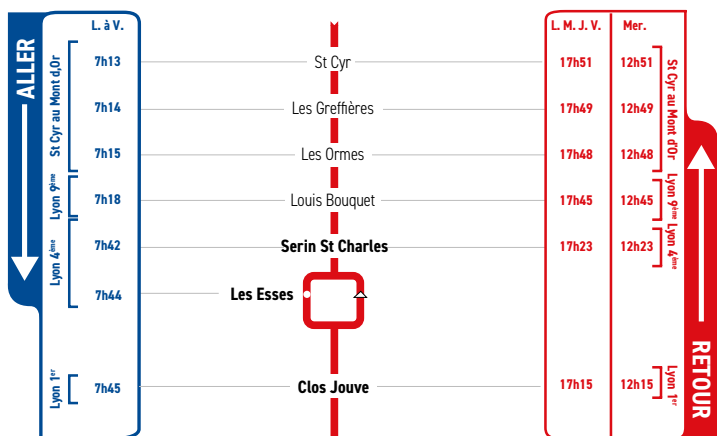 ALLER
L. à V.
L. M. J. V. Mer.
St Cyr au Mont d,Or
7h13 St Cyr 17h51 12h51
7h14 Les Greffières 17h49 12h49
7h15 Les Ormes 17h48 12h48
St Cyr au Mont d'Or
Lyon 9ème
7h18 Louis Bouquet 17h45 12h45
Lyon 9ème
Lyon 4ème
7h42 Serin St Charles 17h23 12h23
Lyon 4ème
7h44 Les Esses
Lyon 1er
7h45 Clos Jouve 17h15 12h15
Lyon 1er
RETOUR